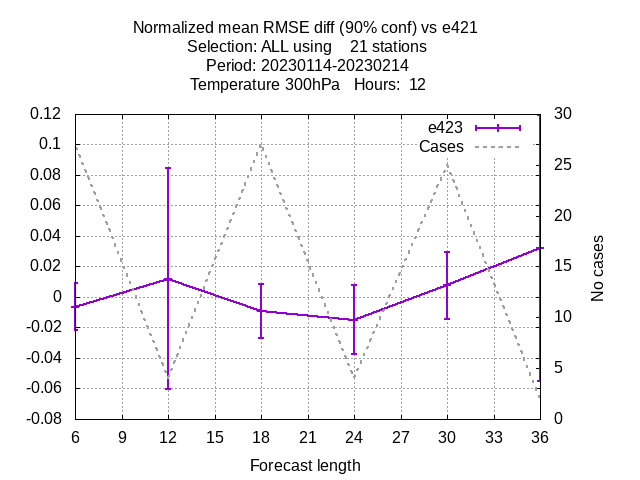 Normalized mean RMSE diff (90% conf) vs e421
Selection: ALL using    21 stations
Period: 20230114-20230214
Temperature 300hPa   Hours:  12
e423
Cases
0.12
0.1
0.08
0.06
0.04
0.02
0
-0.02
-0.04
-0.06
-0.08
30
25
20
15
10
5
0
No cases
6 9 12 15 18 21 24 27 30 33 36
Forecast length